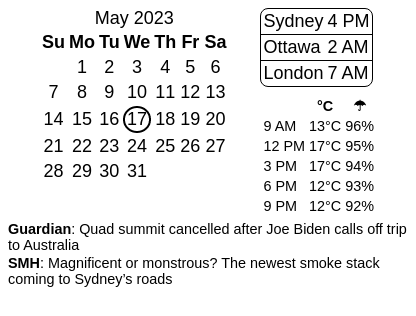 May 2023
Su Mo Tu We Th Fr Sa
1 2 3 4 5 6
7 8 9 10 11 12 13
14 15 16 17 18 19 20
21 22 23 24 25 26 27
28 29 30 31
Sydney 4 PM
Ottawa 2 AM
London 7 AM
°C ☂
9 AM 13°C 96%
12 PM 17°C 95%
3 PM 17°C 94%
6 PM 12°C 93%
9 PM 12°C 92%
Guardian: Quad summit cancelled after Joe Biden calls off trip
to Australia
SMH: Magnificent or monstrous? The newest smoke stack
coming to Sydney’s roads